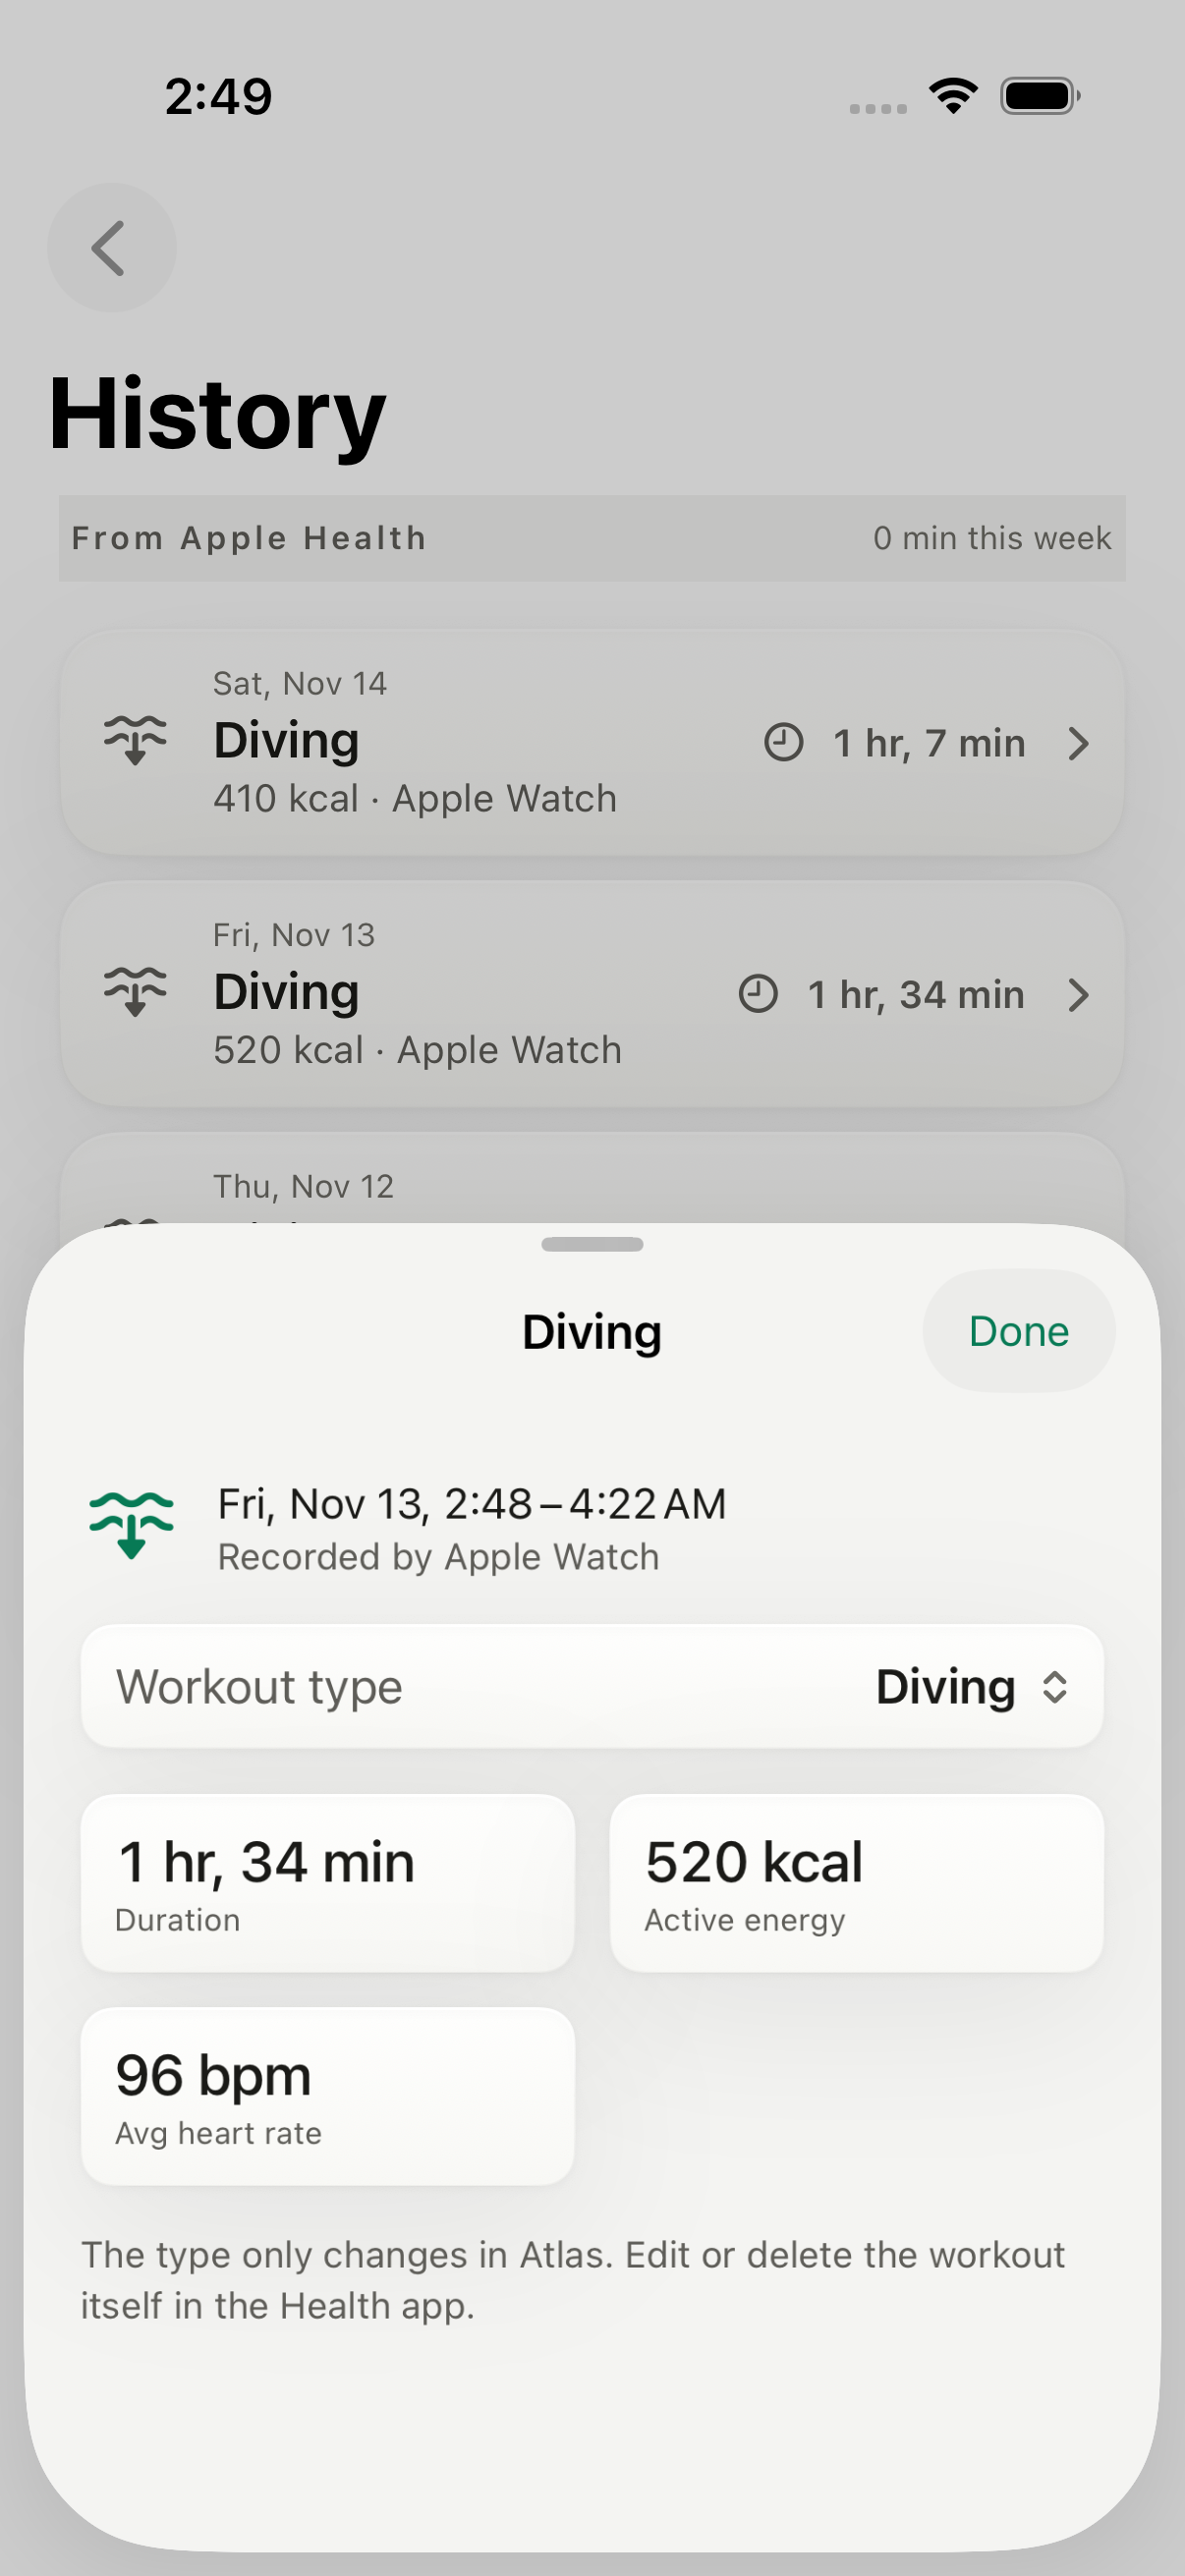 2:49
History
From Apple Health
0 min this week
Sat, Nov 14
Diving
1 hr, 7 min
410 kcal · Apple Watch
Fri, Nov 13
Diving
1 hr, 34 min
520 kcal · Apple Watch
Thu, Nov 12
Diving
Done
Fri, Nov 13, 2:48 – 4:22 AM
Recorded by Apple Watch
Workout type
Diving
1 hr, 34 min
Duration
520 kcal
Active energy
96 bpm
Avg heart rate
The type only changes in Atlas. Edit or delete the workout
itself in the Health app.